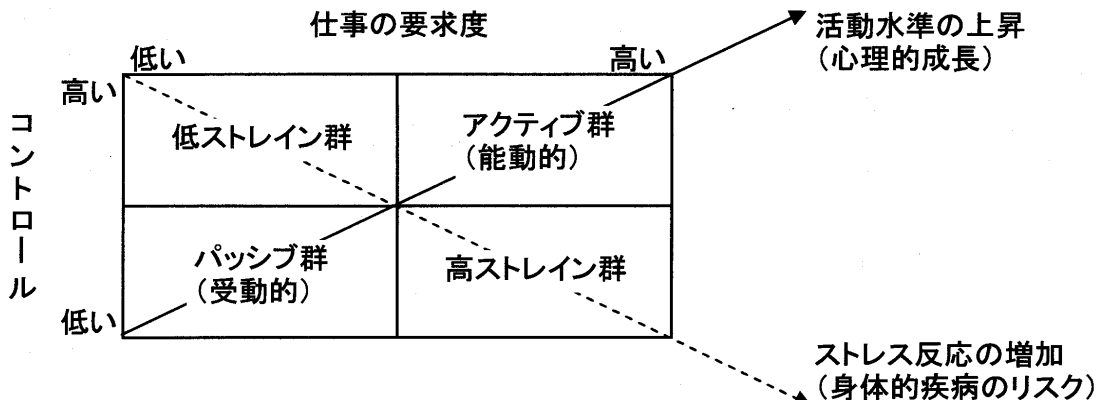 仕事の要求度
低い
高い
活動水準の上昇
(心理的成長)
高い
コントロール
低ストレイン群
アクティブ群
(能動的)
パッシブ群
(受動的)
高ストレイン群
低い
ストレス反応の増加
(身体的疾病のリスク)